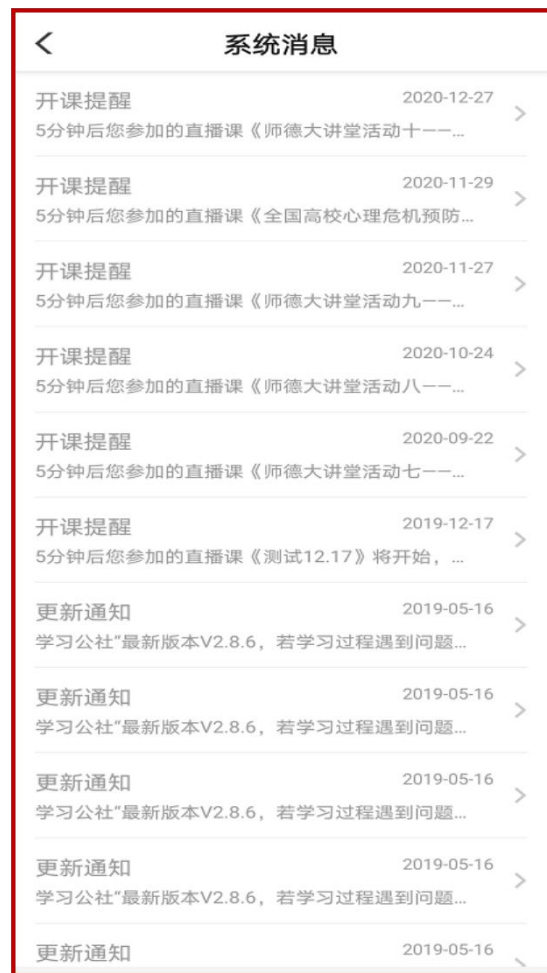 系统消息
开课提醒 2020-12-27
5分钟后您参加的直播课《师德大讲堂活动十——...
开课提醒 2020-11-29
5分钟后您参加的直播课《全国高校心理危机预防...
开课提醒 2020-11-27
5分钟后您参加的直播课《师德大讲堂活动九——...
开课提醒 2020-10-24
5分钟后您参加的直播课《师德大讲堂活动八——...
开课提醒 2020-09-22
5分钟后您参加的直播课《师德大讲堂活动七——...
开课提醒 2019-12-17
5分钟后您参加的直播课《测试12.17》将开始，...
更新通知 2019-05-16
学习公社"最新版本V2.8.6，若学习过程遇到问题...
更新通知 2019-05-16
学习公社"最新版本V2.8.6，若学习过程遇到问题...
更新通知 2019-05-16
学习公社"最新版本V2.8.6，若学习过程遇到问题...
更新通知 2019-05-16
学习公社"最新版本V2.8.6，若学习过程遇到问题...
更新通知 2019-05-16